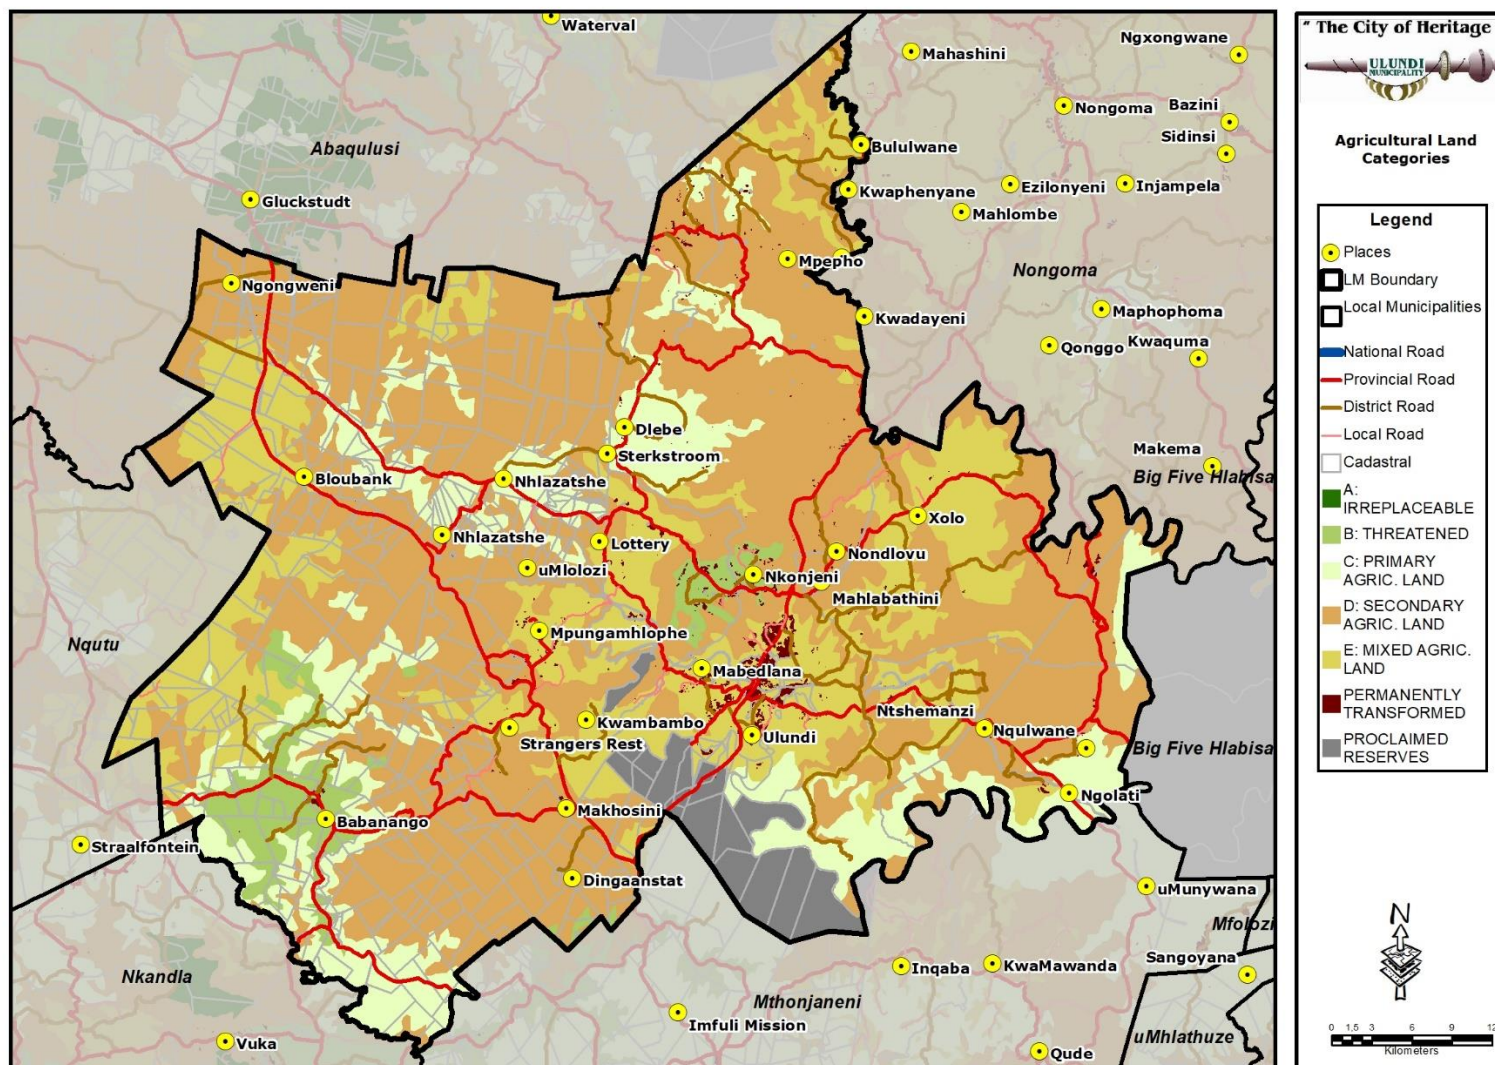 Waterval
Mahashini
Ngxongwane
Nongoma
Bazini
Sidinsi
Abaqulusi
Bululwane
Gluckstudt
Kwaphenyane
Ezilonyeni
Injampela
Mahlombe
Mpepho
Nongoma
Ngongweni
Kwadayeni
Maphophoma
Qonggo
Kwaquma
Dlebe
Sterkstroom
Makema
Big Five Hlabisa
Bloubank
Nhlazatshe
Xolo
Nhlazatshe
Lottery
Nondlovu
uMlolozi
Nkonjeni
Mahlabathini
Nqutu
Mpungamhlophe
Mabedlana
Ntshemanzi
Kwambambo
Strangers Rest
Ulundi
Nqulwane
Big Five Hlabisa
Ngolati
Makhosini
Babanango
Straalfontein
Dingaanstat
uMunywana
Mfolozi
Sangoyana
Nkandla
Inqaba
KwaMawanda
Mthonjaneni
Imfuli Mission
Vuka
Qude
uMhlathuze
" The City of Heritage
ULUNDI
MUNICIPALITY
Agricultural Land
Categories
Legend
Places
LM Boundary
Local Municipalities
National Road
Provincial Road
District Road
Local Road
Cadastral
A:
IRREPLACEABLE
B: THREATENED
C: PRIMARY
AGRIC. LAND
D: SECONDARY
AGRIC. LAND
E: MIXED AGRIC.
LAND
PERMANENTLY
TRANSFORMED
PROCLAIMED
RESERVES
N
0 1,5 3 6 9 12
Kilometers